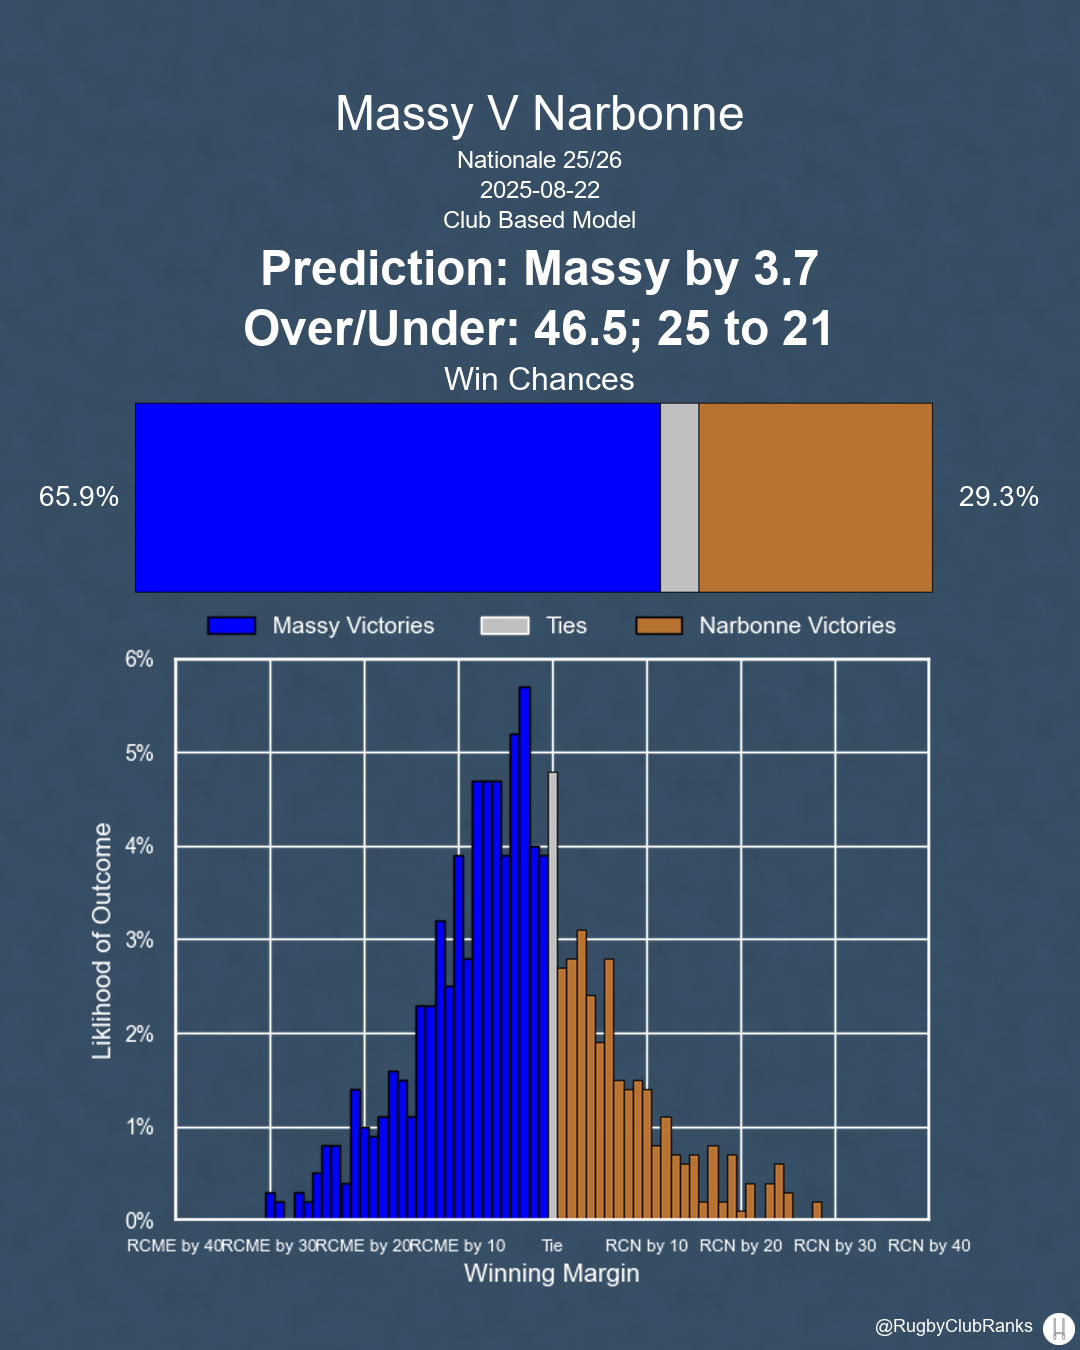 Massy V Narbonne
Nationale 25/26
2025-08-22
Club Based Model
Prediction: Massy by 3.7
Over/Under: 46.5; 25 to 21
Win Chances
65.9%
29.3%
Massy Victories
Ties
Narbonne Victories
6%
5%
4%
3%
2%
1%
0%
Liklihood of Outcome
RCME by 40
RCME by 30
RCME by 20
RCME by 10
Tie
RCN by 10
RCN by 20
RCN by 30
RCN by 40
Winning Margin
@RugbyClubRanks